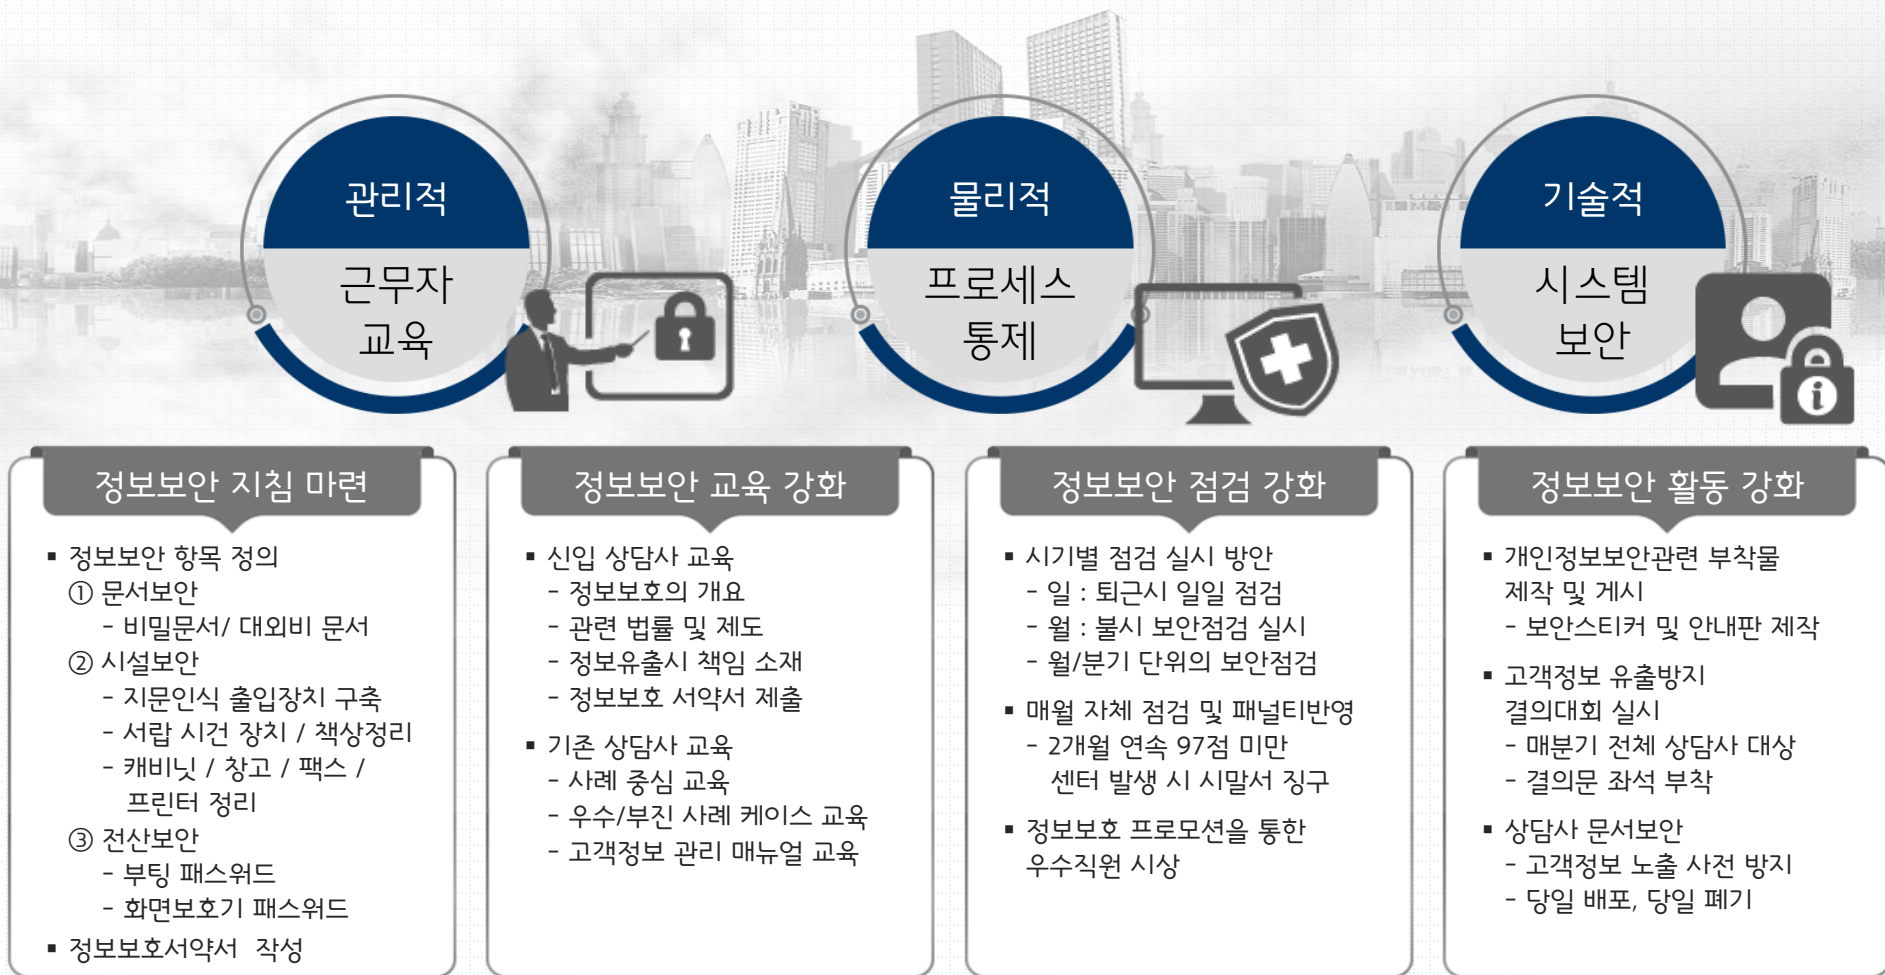 관리적
근무자
교육
물리적
프로세스
통제
기술적
시스템
보안
정보보안 지침 마련
▪ 정보보안 항목 정의
① 문서보안
- 비밀문서/ 대외비 문서
② 시설보안
- 지문인식 출입장치 구축
- 서랍 시건 장치 / 책상정리
- 캐비닛 / 창고 / 팩스 /
프린터 정리
③ 전산보안
- 부팅 패스워드
- 화면보호기 패스워드
▪ 정보보호서약서 작성
정보보안 교육 강화
▪ 신입 상담사 교육
- 정보보호의 개요
- 관련 법률 및 제도
- 정보유출시 책임 소재
- 정보보호 서약서 제출
▪ 기존 상담사 교육
- 사례 중심 교육
- 우수/부진 사례 케이스 교육
- 고객정보 관리 매뉴얼 교육
정보보안 점검 강화
▪ 시기별 점검 실시 방안
- 일 : 퇴근시 일일 점검
- 월 : 불시 보안점검 실시
- 월/분기 단위의 보안점검
▪ 매월 자체 점검 및 패널티반영
- 2개월 연속 97점 미만
센터 발생 시 시말서 징구
▪ 정보보호 프로모션을 통한
우수직원 시상
정보보안 활동 강화
▪ 개인정보보안관련 부착물
제작 및 게시
- 보안스티커 및 안내판 제작
▪ 고객정보 유출방지
결의대회 실시
- 매분기 전체 상담사 대상
- 결의문 좌석 부착
▪ 상담사 문서보안
- 고객정보 노출 사전 방지
- 당일 배포, 당일 폐기